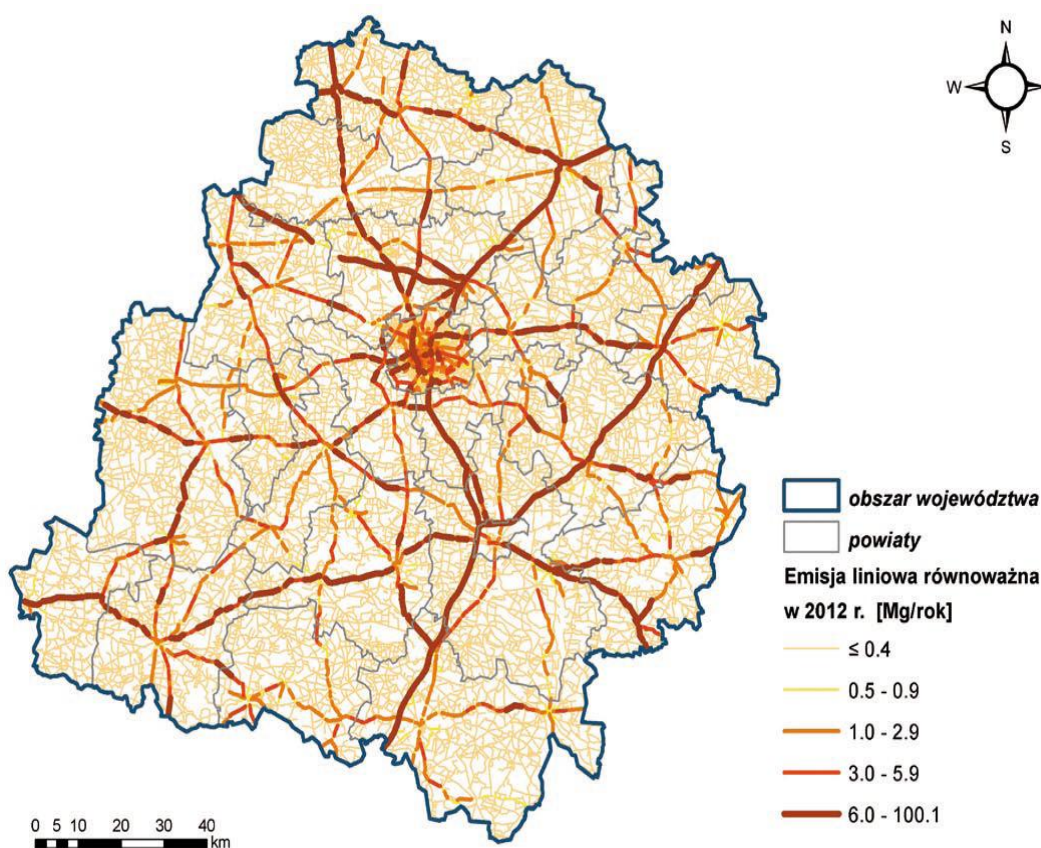 N
W
S
obszar województwa
powiaty
Emisja liniowa równoważna
w 2012 r. [Mg/rok]
≤ 0.4
0.5 - 0.9
1.0 - 2.9
3.0 - 5.9
6.0 - 100.1
0 5 10 20 30 40
km